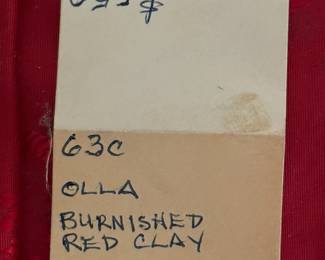 63C
OLLA
BURNISHED
RED CLAY